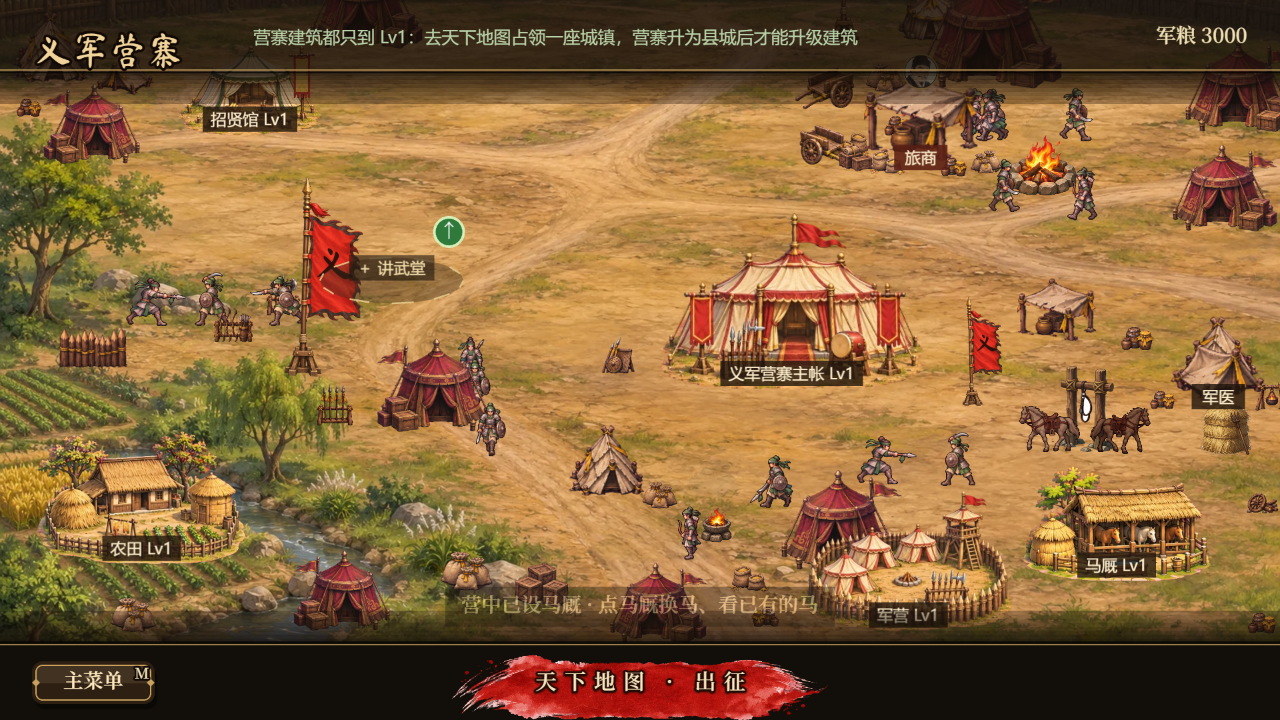 义军营寨
营寨建筑都只到 Lv1：去天下地图占领一座城镇，营寨升为县城后才能升级建筑
军粮 3000
招贤馆 Lv1
旅商
义
↑
+ 讲武堂
义
义军营寨主帐 Lv1
军医
农田 Lv1
马厩 Lv1
营中已设马厩 · 点马厩换马、看已有的马
军营 Lv1
主菜单 M
天下地图 · 出征